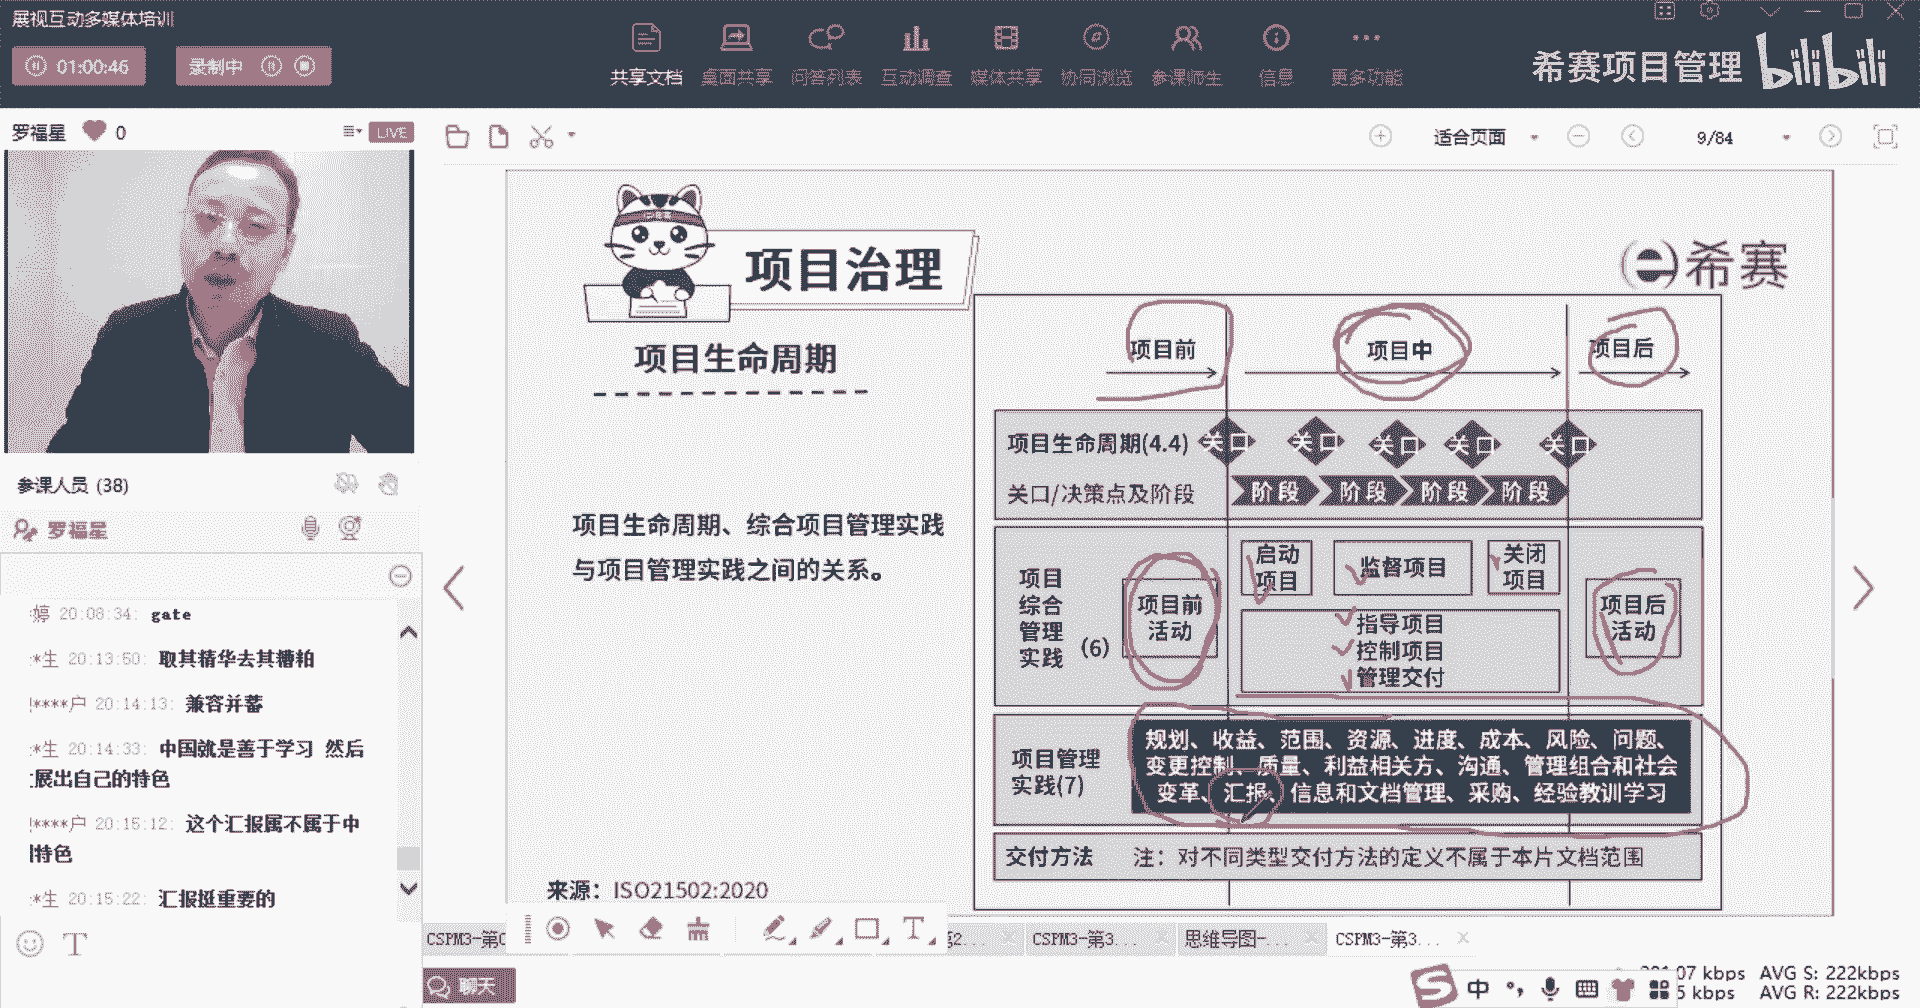 展视互动多媒体培训
01:00:46
录制中
共享文档
桌面共享
问答列表
互动调查
媒体共享
协同浏览
参课师生
信息
更多功能
希赛项目管理
bilibili
罗福星 0
LIVE
适合页面
9/84
参课人员 (38)
罗福星
婷 20:08:34: gate
*生 20:13:50: 取其精华去其糟粕
****户 20:14:13: 兼容并蓄
*生 20:14:33: 中国就是善于学习 然后
展出自己的特色
****户 20:15:12: 这个汇报属不属于中
特色
*生 20:15:22: 汇报挺重要的
项目治理
希赛
项目生命周期
项目生命周期、综合项目管理实践
与项目管理实践之间的关系。
来源：ISO21502:2020
项目前
项目中
项目后
项目生命周期(4.4)
关口 关口 关口 关口 关口
关口/决策点及阶段
阶段 阶段 阶段 阶段
项目
综合
管理
实践
(6)
项目前
活动
启动
项目
监督项目
关闭
项目
指导项目
控制项目
管理交付
项目后
活动
项目管理
实践(7)
规划、收益、范围、资源、进度、成本、风险、问题、
变更控制、质量、利益相关方、沟通、管理组合和社会
变革、汇报、信息和文档管理、采购、经验教训学习
交付方法
注：对不同类型交付方法的定义不属于本片文档范围
CSPM3-第
CSPM3-第3...
思维导图-...
CSPM3-第3...
聊天
中
07 kbps AVG S: 222kbps
5 kbps AVG R: 222kbps